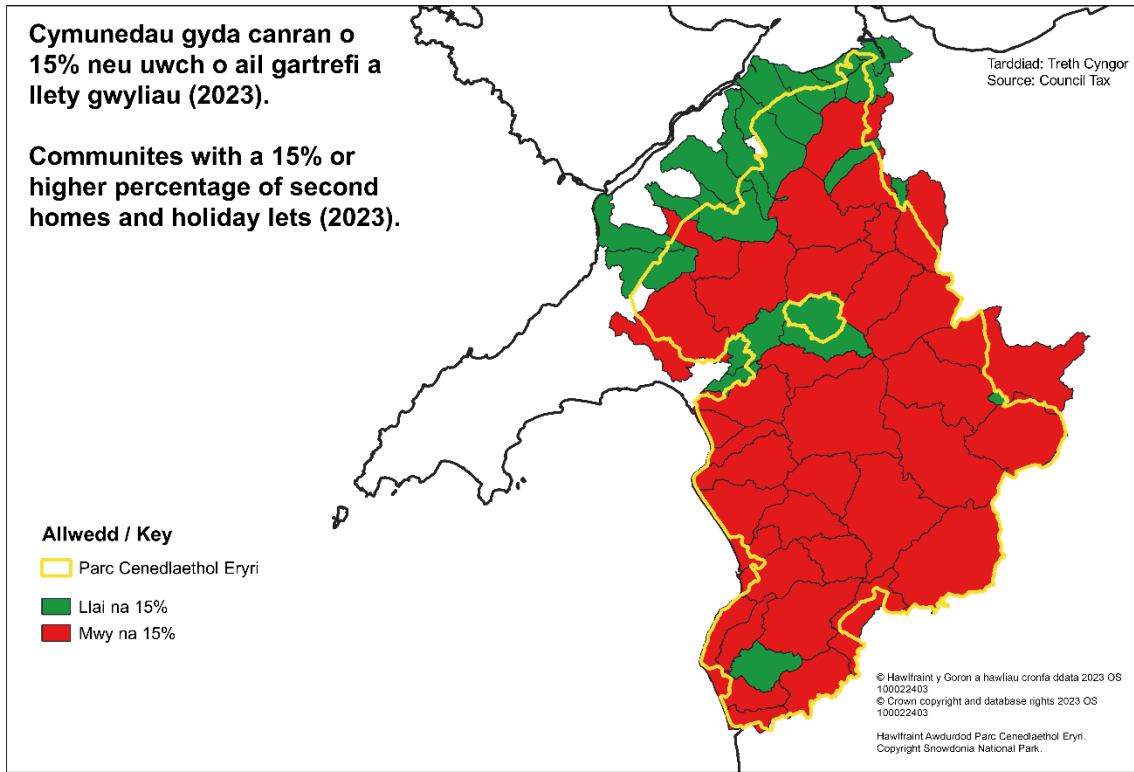 Cymunedau gyda canran o
15% neu uwch o ail gartrefi a
llety gwyliau (2023).
Communites with a 15% or
higher percentage of second
homes and holiday lets (2023).
Tarddiad: Treth Cyngor
Source: Council Tax
Allwedd / Key
Parc Cenedlaethol Eryri
Llai na 15%
Mwy na 15%
© Hawlfraint y Goron a hawliau cronfa ddata 2023 OS
100022403
© Crown copyright and database rights 2023 OS
100022403
Hawlfraint Awdurdod Parc Cenedlaethol Eryri.
Copyright Snowdonia National Park.